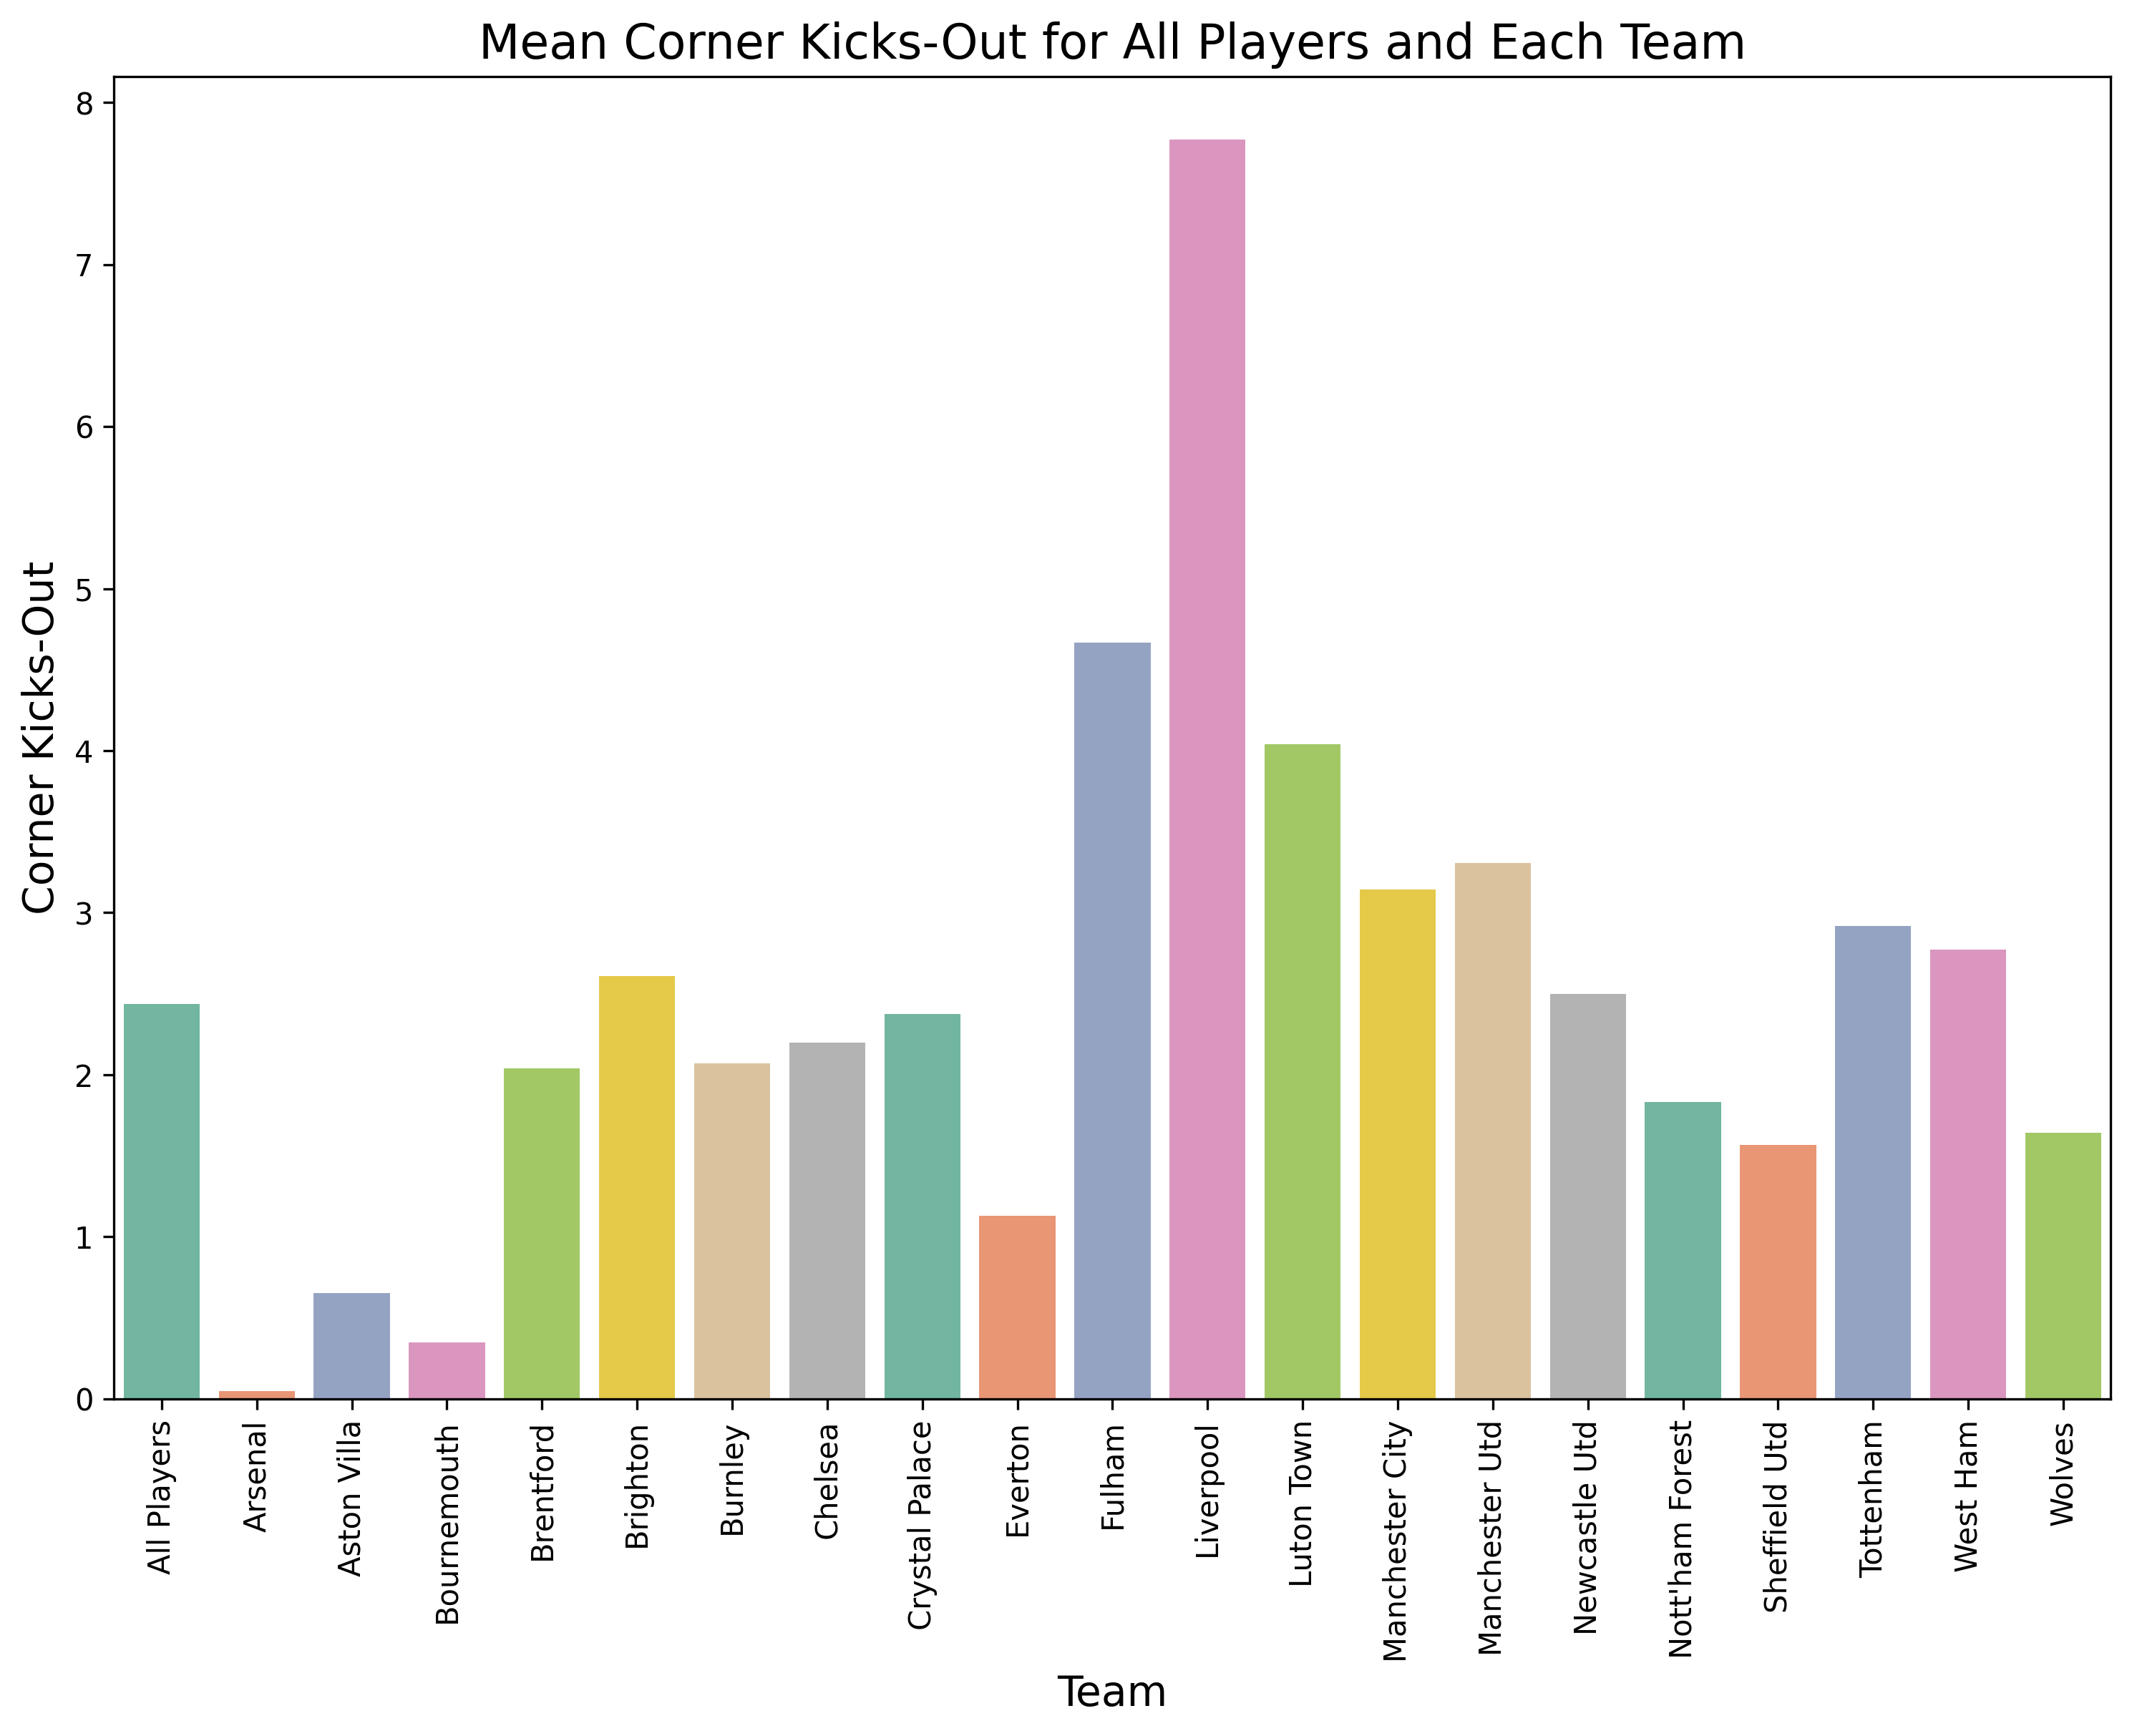 Mean Corner Kicks-Out for All Players and Each Team
Corner Kicks-Out
8
7
6
5
4
3
2
1
0
All Players
Arsenal
Aston Villa
Bournemouth
Brentford
Brighton
Burnley
Chelsea
Crystal Palace
Everton
Fulham
Liverpool
Luton Town
Manchester City
Manchester Utd
Newcastle Utd
Nott'ham Forest
Sheffield Utd
Tottenham
West Ham
Wolves
Team